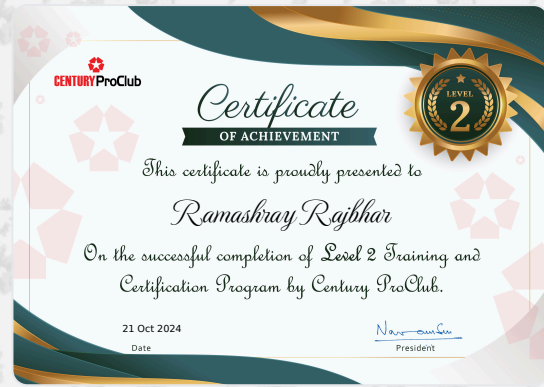 CENTURY ProClub
LEVEL
2
Certificate
OF ACHIEVEMENT
This certificate is proudly presented to
Ramashray Rajbhar
On the successful completion of Level 2 Training and
Certification Program by Century ProClub.
21 Oct 2024
Date
President